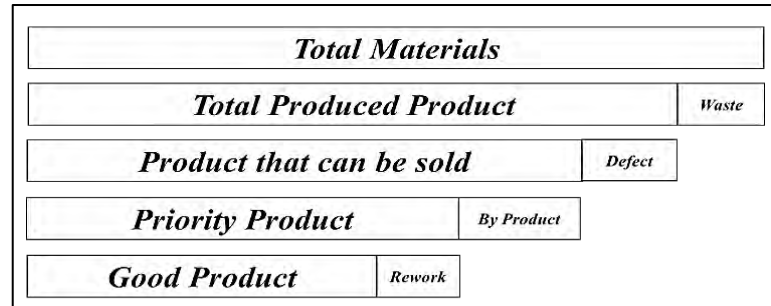 Total Materials
Total Produced Product Waste
Product that can be sold Defect
Priority Product By Product
Good Product Rework